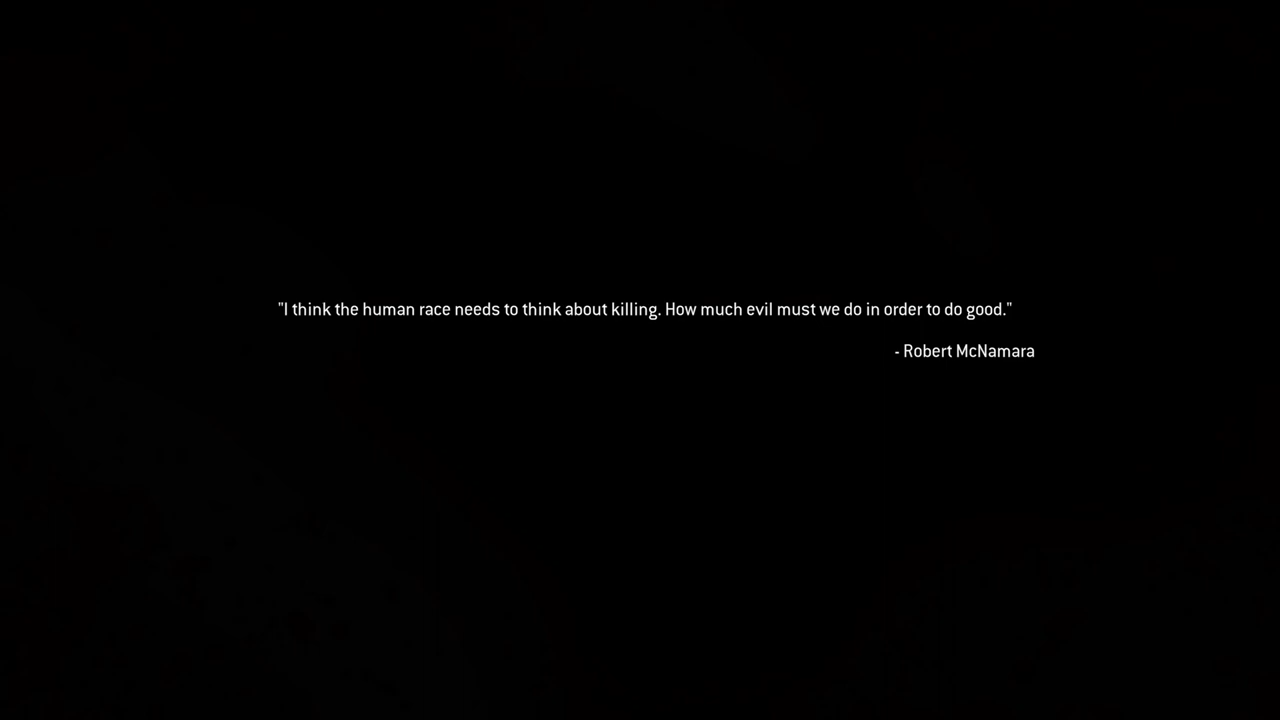 "I think the human race needs to think about killing. How much evil must we do in order to do good."
- Robert McNamara